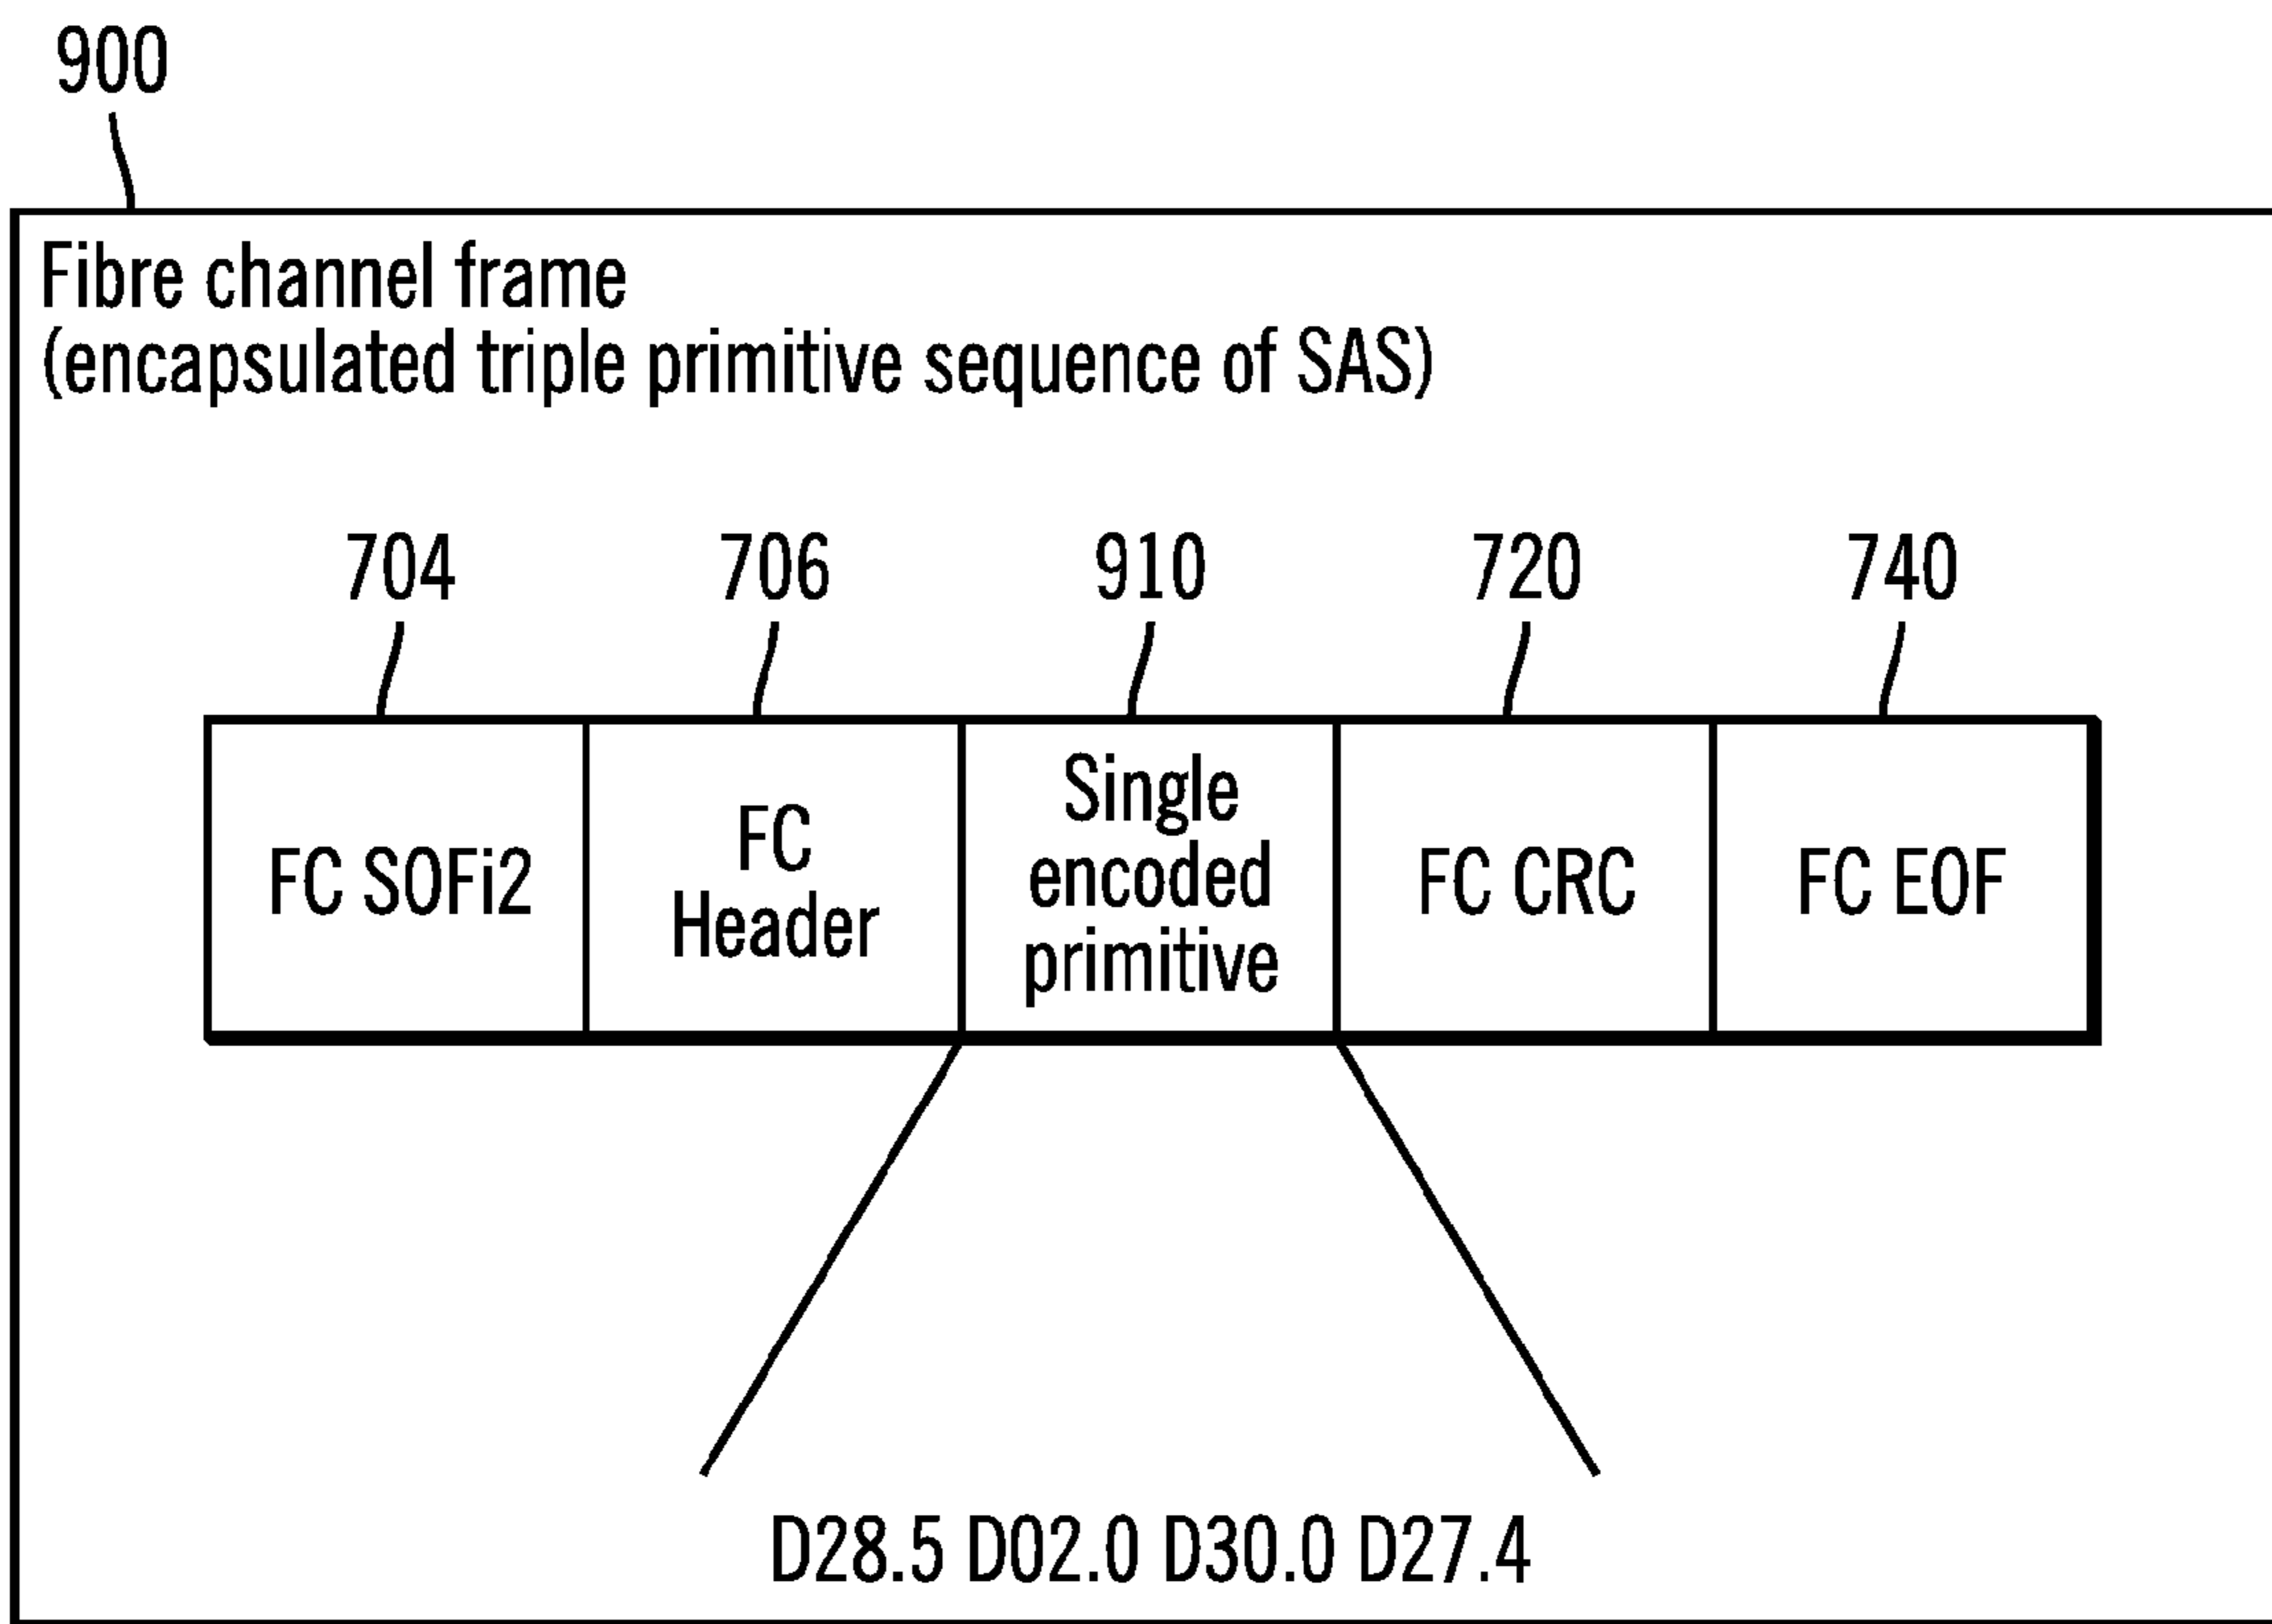 900
Fibre channel frame
(encapsulated triple primitive sequence of SAS)
704 706 910 720 740
FC SOFi2
FC
Header
Single
encoded
primitive
FC CRC
FC EOF
D28.5 D02.0 D30.0 D27.4